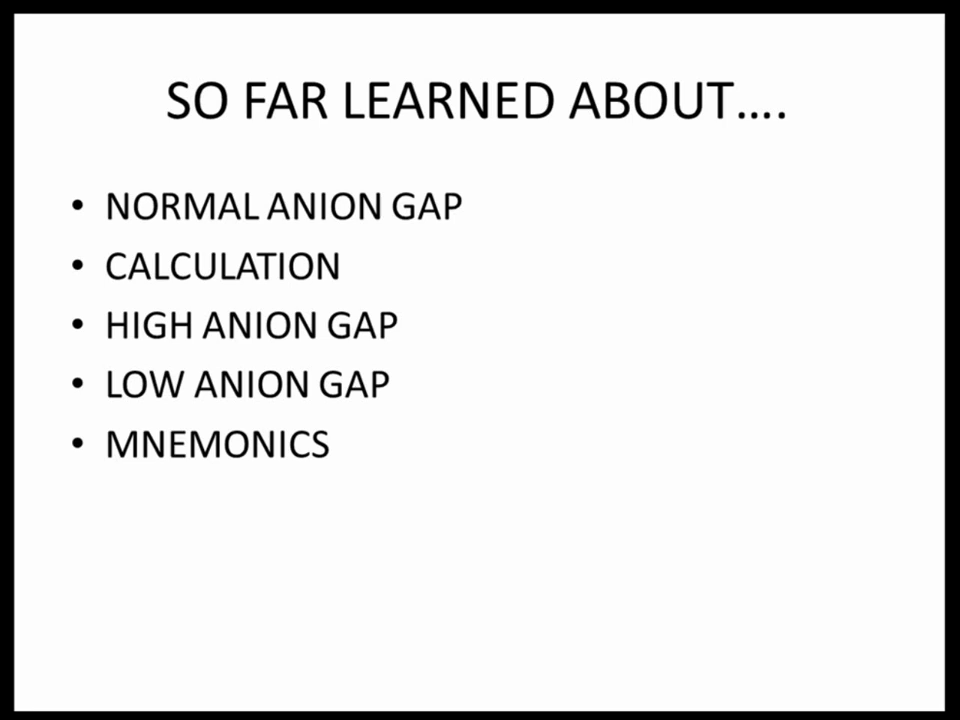 SO FAR LEARNED ABOUT….
• NORMAL ANION GAP
• CALCULATION
• HIGH ANION GAP
• LOW ANION GAP
• MNEMONICS